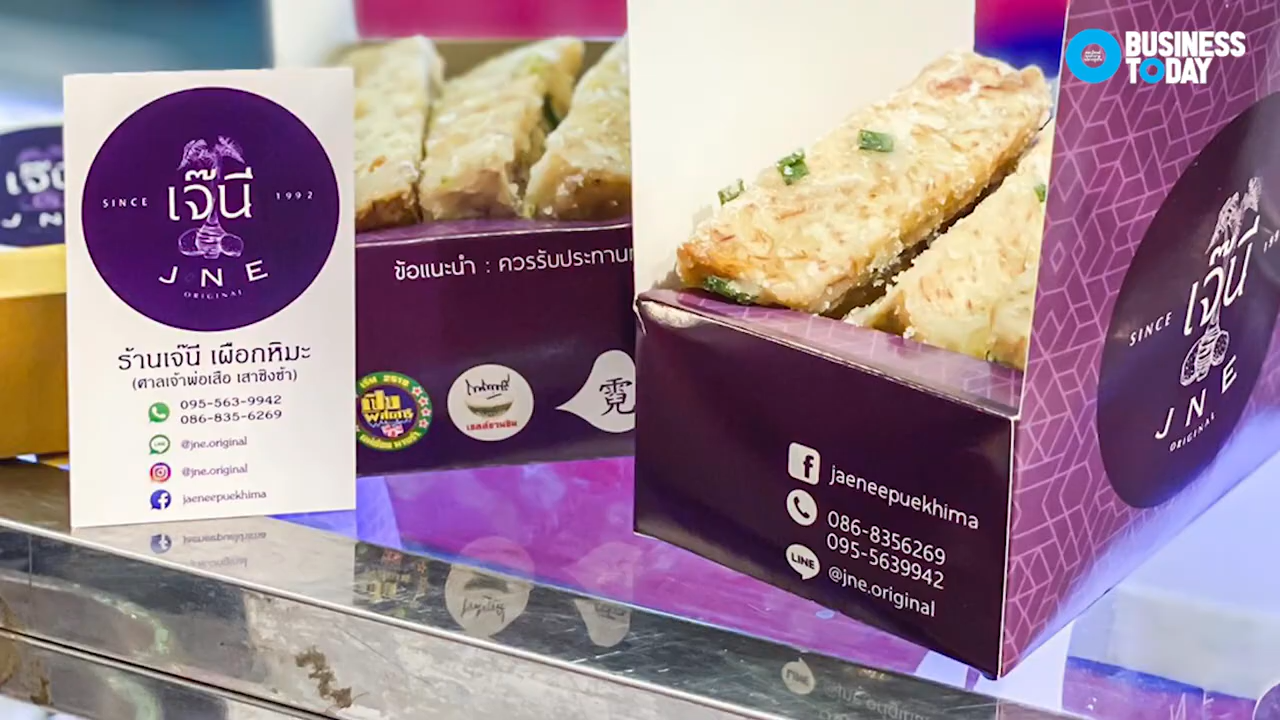 BUSINESS
TODAY
SINCE เจ๊นี 1992
JNE
ORIGINAL
ร้านเจ๊นี เผือกหิมะ
(ศาลเจ้าพ่อเสือ เสาชิงช้า)
095-563-9942
086-835-6269
@jne.original
@jne.original
jaeneepuekhima
ข้อแนะนำ : ควรรับประทาน
霓
jaeneepuekhima
086-8356269
095-5639942
LINE
@jne.original
SINCE เจ๊นี
JNE
ORIGINAL